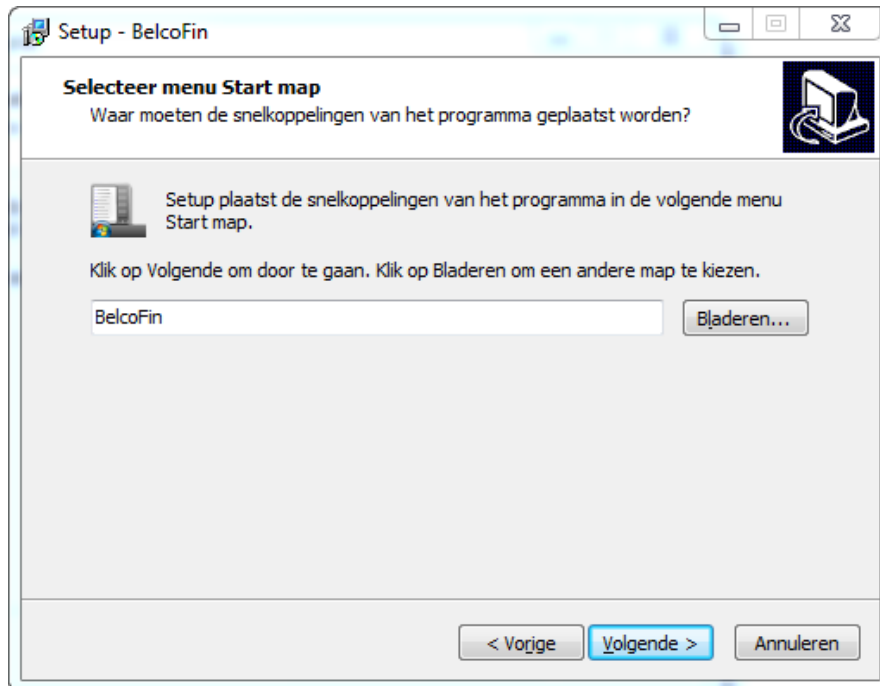 Setup - BelcoFin
Selecteer menu Start map
Waar moeten de snelkoppelingen van het programma geplaatst worden?
Setup plaatst de snelkoppelingen van het programma in de volgende menu
Start map.
Klik op Volgende om door te gaan. Klik op Bladeren om een andere map te kiezen.
BelcoFin
Bladeren...
< Vorige
Volgende >
Annuleren